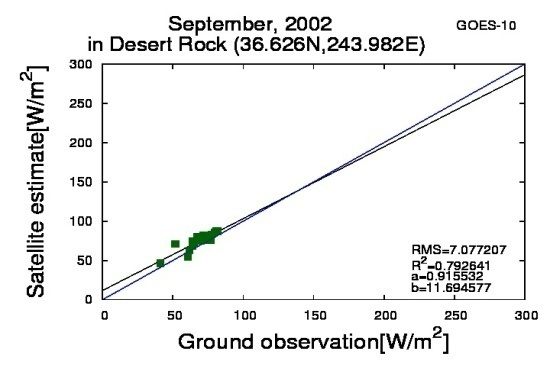 September, 2002
GOES-10
in Desert Rock (36.626N,243.982E)
Satellite estimate[W/m²]
300
250
200
150
100
50
0
RMS=7.077207
R²=0.792641
a=0.915532
b=11.694577
0 50 100 150 200 250 300
Ground observation[W/m²]